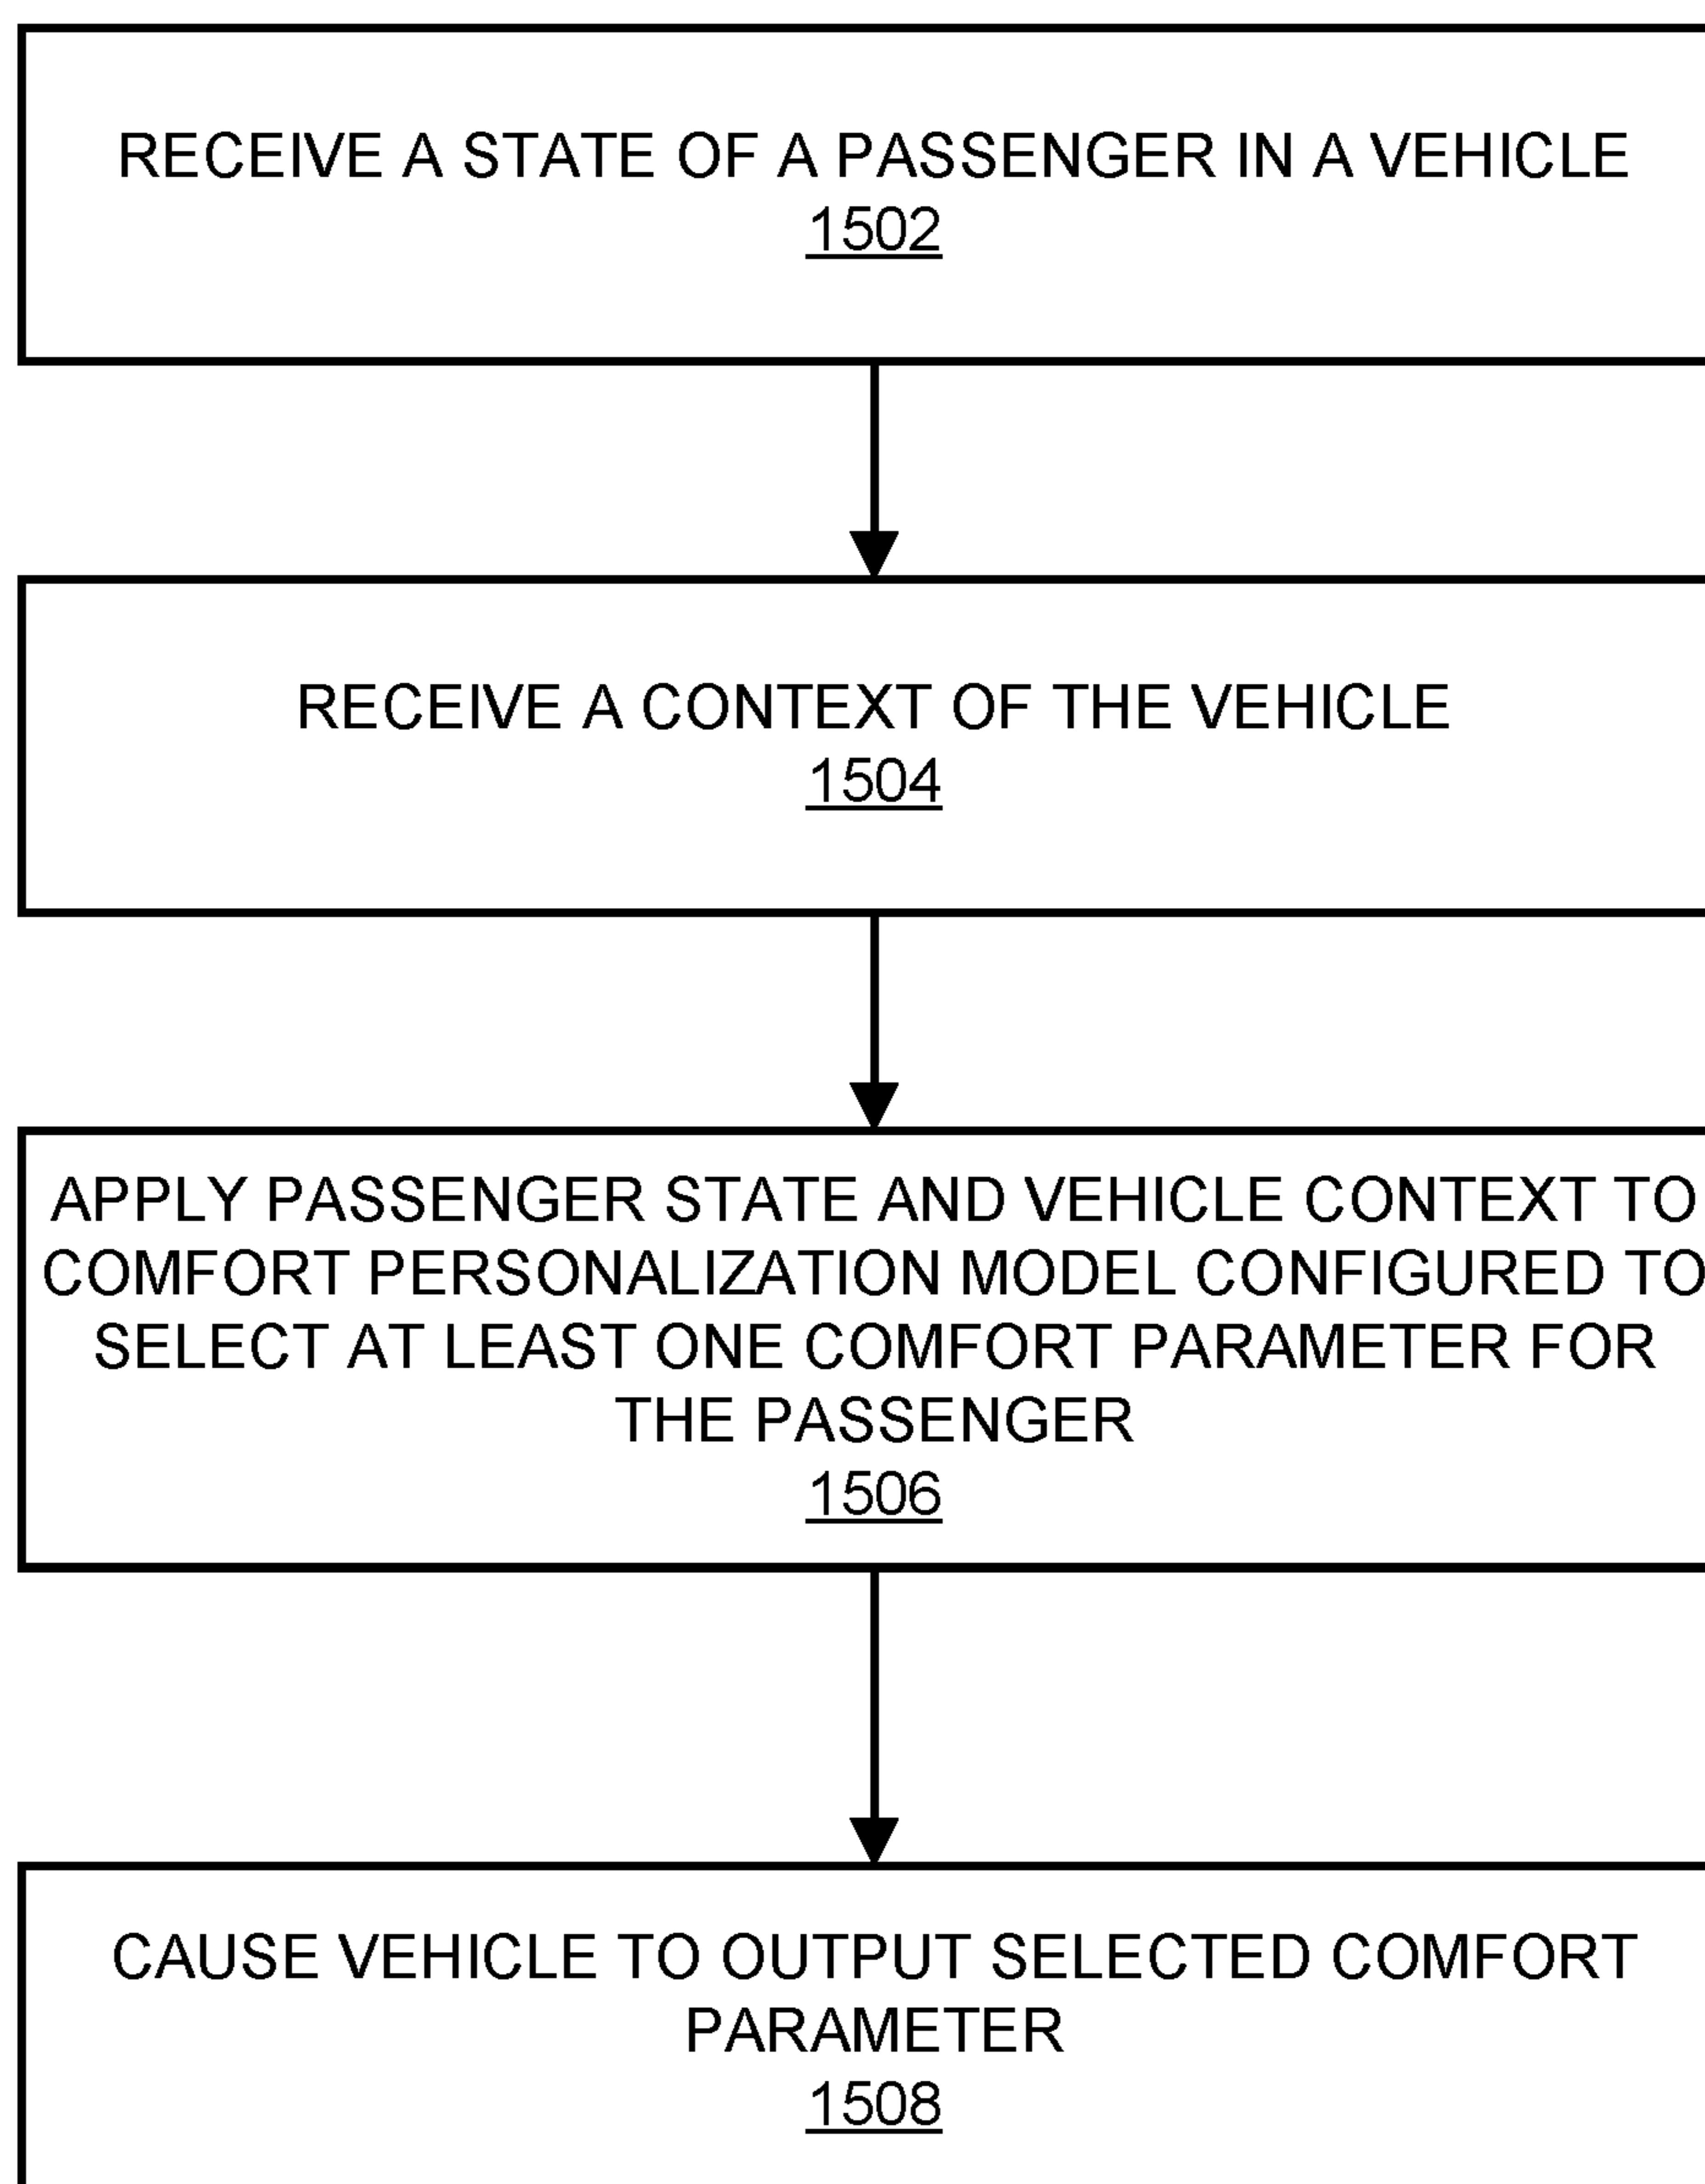 RECEIVE A STATE OF A PASSENGER IN A VEHICLE
1502
RECEIVE A CONTEXT OF THE VEHICLE
1504
APPLY PASSENGER STATE AND VEHICLE CONTEXT TO
COMFORT PERSONALIZATION MODEL CONFIGURED TO
SELECT AT LEAST ONE COMFORT PARAMETER FOR
THE PASSENGER
1506
CAUSE VEHICLE TO OUTPUT SELECTED COMFORT
PARAMETER
1508